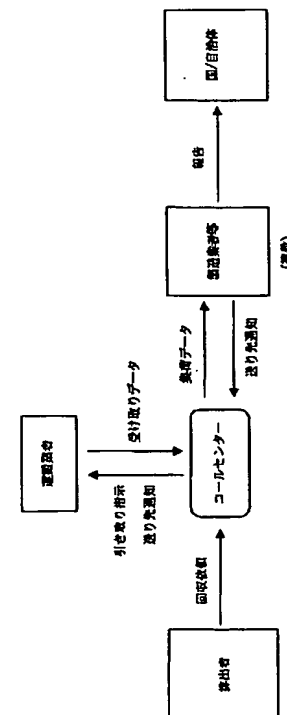 国/自治体
報告
製造業者等
(複数)
集荷データ
送り先通知
運搬業者
受け取りデータ
引き取り指示
送り先通知
コールセンター
回収依頼
排出者